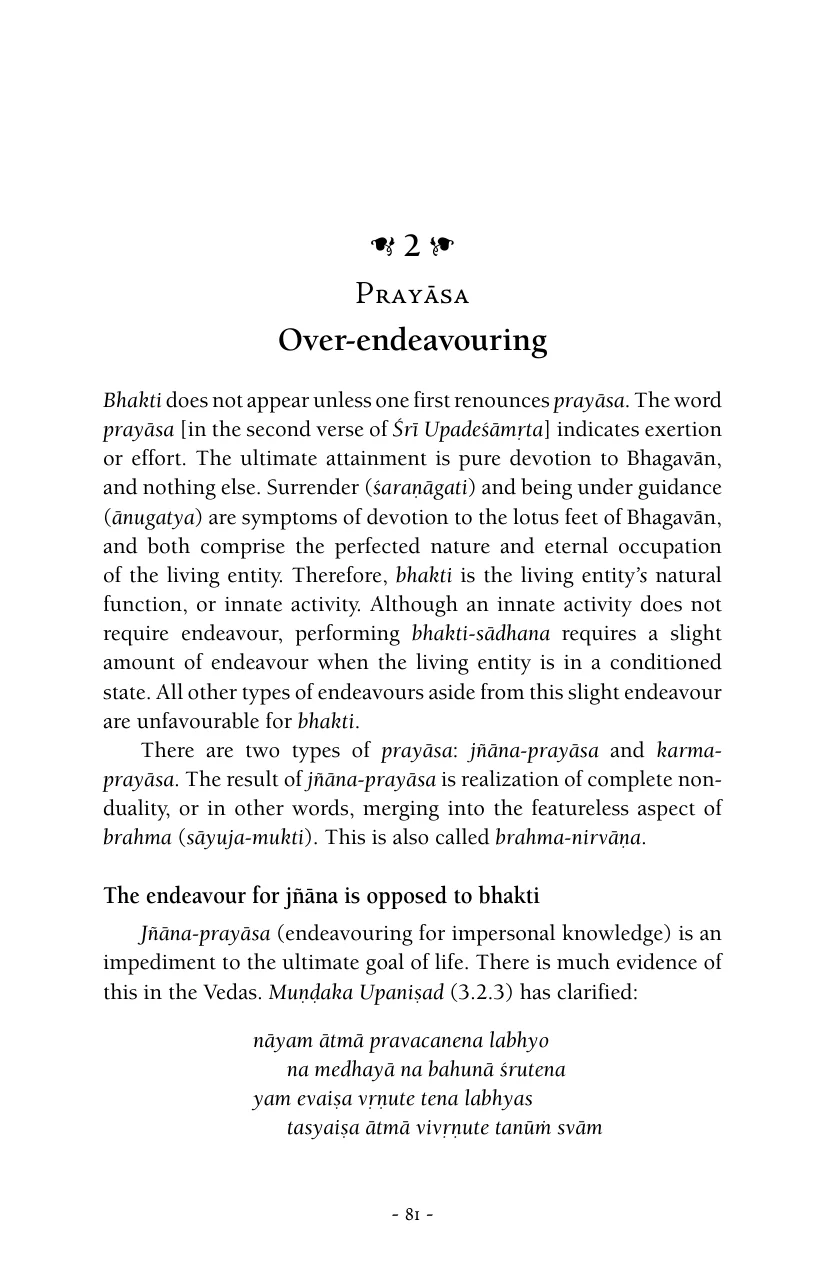 2
Prayāsa
Over-endeavouring
Bhakti does not appear unless one first renounces prayāsa. The word
prayāsa [in the second verse of Śrī Upadeśāmṛta] indicates exertion
or effort. The ultimate attainment is pure devotion to Bhagavān,
and nothing else. Surrender (śaraṇāgati) and being under guidance
(ānugatya) are symptoms of devotion to the lotus feet of Bhagavān,
and both comprise the perfected nature and eternal occupation
of the living entity. Therefore, bhakti is the living entity’s natural
function, or innate activity. Although an innate activity does not
require endeavour, performing bhakti-sādhana requires a slight
amount of endeavour when the living entity is in a conditioned
state. All other types of endeavours aside from this slight endeavour
are unfavourable for bhakti.
There are two types of prayāsa: jñāna-prayāsa and karma-
prayāsa. The result of jñāna-prayāsa is realization of complete non-
duality, or in other words, merging into the featureless aspect of
brahma (sāyuja-mukti). This is also called brahma-nirvāṇa.
The endeavour for jñāna is opposed to bhakti
Jñāna-prayāsa (endeavouring for impersonal knowledge) is an
impediment to the ultimate goal of life. There is much evidence of
this in the Vedas. Muṇḍaka Upaniṣad (3.2.3) has clarified:
nāyam ātmā pravacanena labhyo
na medhayā na bahunā śrutena
yam evaiṣa vṛṇute tena labhyas
tasyaiṣa ātmā vivṛṇute tanūṁ svām
- 81 -